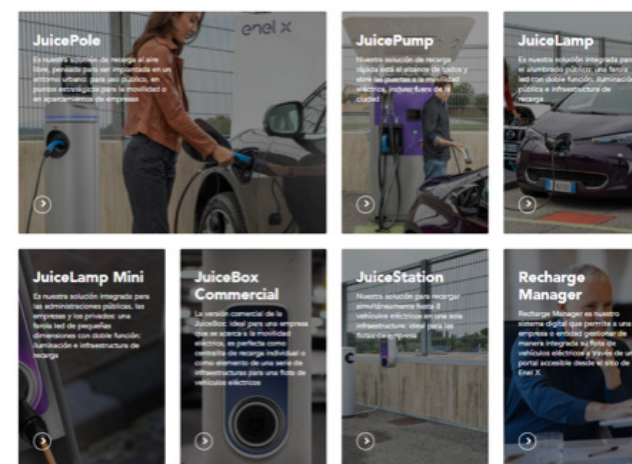 enel x
JuicePole
Es nuestra solución de recarga al aire
libre, pensado para ser implantada en un
entorno urbano: para uso público, en
puntos estratégicos para la movilidad o
en aparcamientos de empresas
JuicePump
Nuestra solución de recarga
rápida está al alcance de todos y
abre las puertas a la movilidad
eléctrica, incluso fuera de la
ciudad
JuiceLamp
Nuestra solución integrada para
el alumbrado público: una farola
led con doble función, iluminación
pública e infraestructura de
recarga
JuiceLamp Mini
Es nuestra solución integrada para
las administraciones públicas, las
empresas y los privados: una
farola led de pequeñas
dimensiones con doble función:
iluminación e infraestructura de
recarga
JuiceBox
Commercial
La versión comercial de la
JuiceBox: ideal para una empresa
que se acerca a la movilidad
eléctrica, es perfecta como
centralita de recarga individual o
como elemento de una serie de
infraestructuras para una flota de
vehículos eléctricos
JuiceStation
Nuestra solución para recargar
simultáneamente hasta 8
vehículos eléctricos en una sola
infraestructura: ideal para las
flotas de empresa
Recharge
Manager
Recharge Manager es nuestro
sistema digital que permite a una
empresa o entidad gestionar de
manera integrada su flota de
vehículos eléctricos a través de un
portal accesible desde el sitio de
Enel X